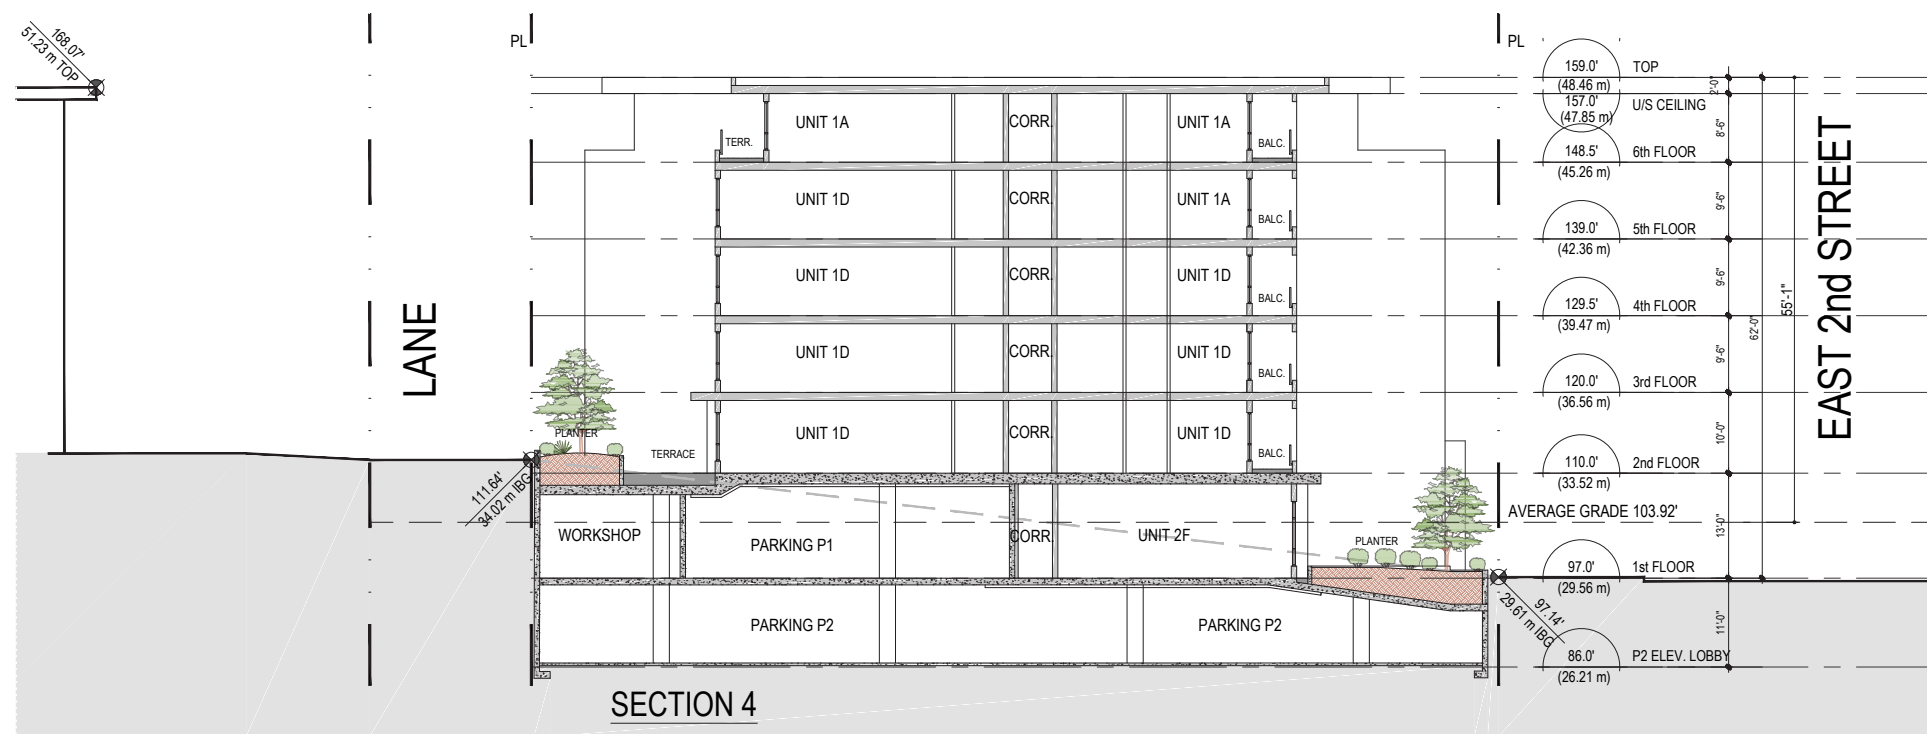 168.07'
51.23 m TOP
PL
PL
159.0'
TOP
(48.46 m)
2'-0"
157.0'
U/S CEILING
(47.85 m)
UNIT 1A
CORR.
UNIT 1A
8'-6"
TERR.
BALC.
148.5'
6th FLOOR
(45.26 m)
UNIT 1D
CORR.
UNIT 1A
9'-6"
BALC.
139.0'
5th FLOOR
(42.36 m)
UNIT 1D
CORR.
UNIT 1D
9'-6"
BALC.
129.5'
4th FLOOR
(39.47 m)
55'-1"
62'-0"
EAST 2nd STREET
LANE
UNIT 1D
CORR.
UNIT 1D
9'-6"
BALC.
120.0'
3rd FLOOR
(36.56 m)
PLANTER
UNIT 1D
CORR.
UNIT 1D
10'-0"
TERRACE
BALC.
110.0'
2nd FLOOR
(33.52 m)
111.64'
34.02 m IBG
AVERAGE GRADE 103.92'
WORKSHOP
PARKING P1
CORR.
UNIT 2F
PLANTER
13'-0"
97.0'
1st FLOOR
(29.56 m)
97.14'
29.61 m IBG
PARKING P2
PARKING P2
11'-0"
86.0'
P2 ELEV. LOBBY
(26.21 m)
SECTION 4